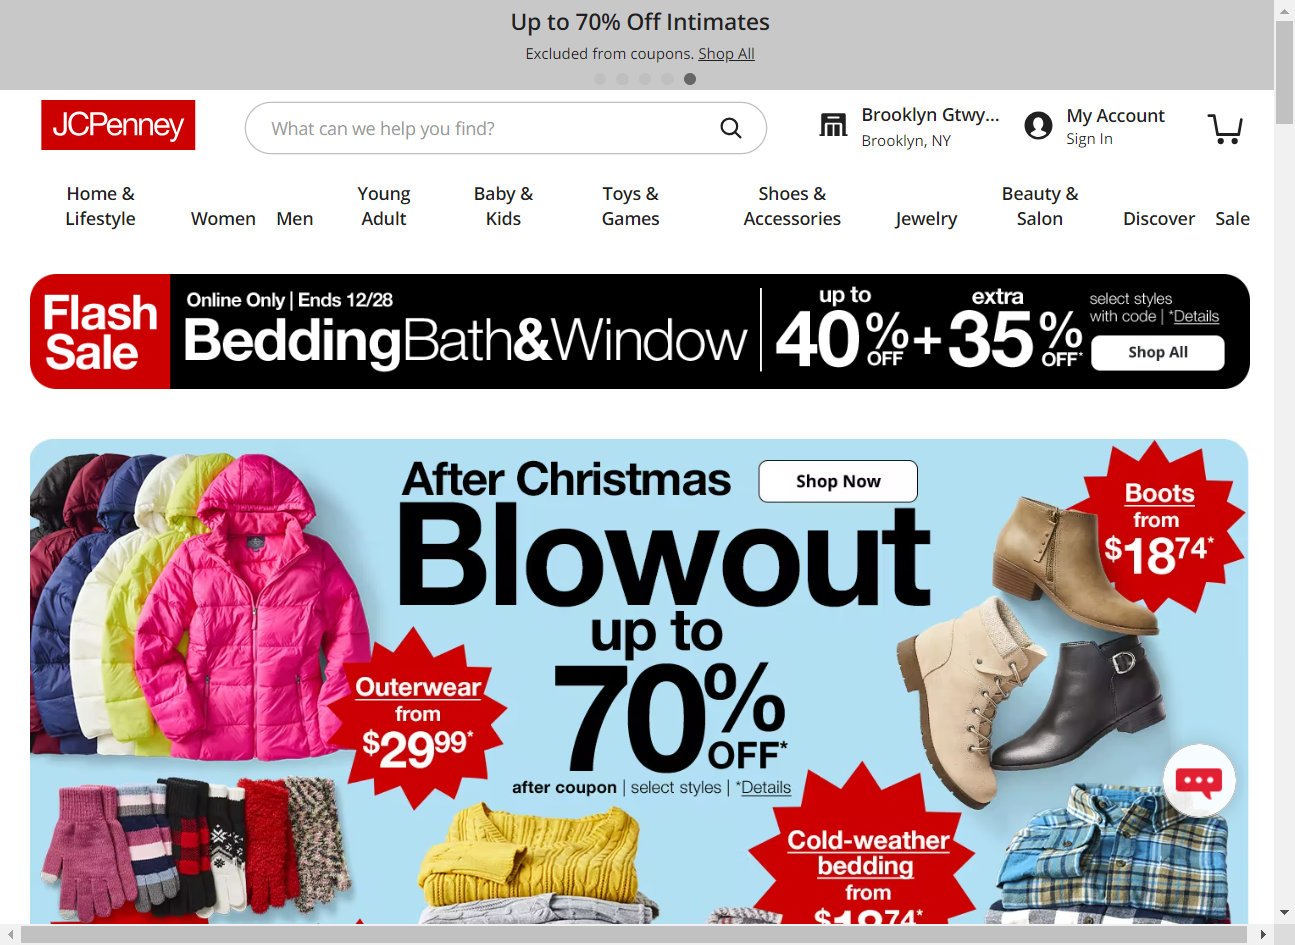 Up to 70% Off Intimates
Excluded from coupons. Shop All
JCPenney
What can we help you find?
Brooklyn Gtwy...
Brooklyn, NY
My Account
Sign In
Home & Lifestyle
Women
Men
Young Adult
Baby & Kids
Toys & Games
Shoes & Accessories
Jewelry
Beauty & Salon
Discover
Sale
Flash Sale
Online Only | Ends 12/28
Bedding Bath & Window
up to 40% OFF + extra 35% OFF*
select styles
with code | *Details
Shop All
After Christmas
Shop Now
Blowout
up to
70% OFF*
after coupon | select styles | *Details
Boots
from
$18 74*
Outerwear
from
$29 99*
Cold-weather
bedding
from